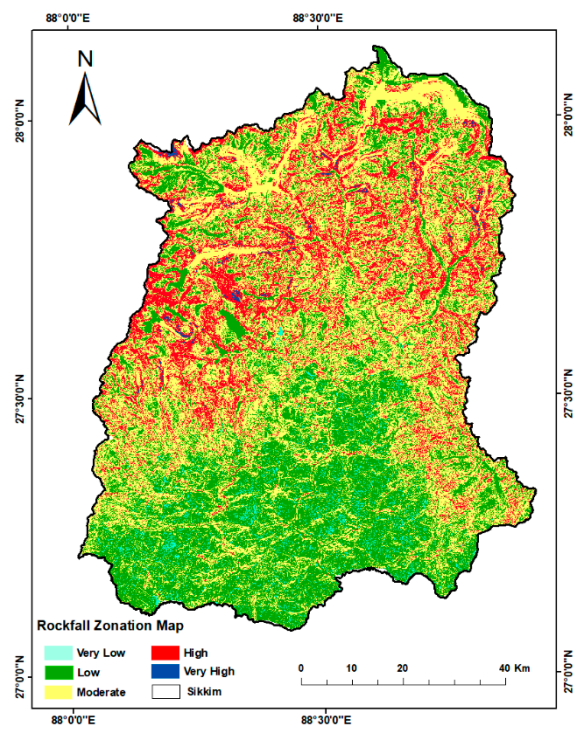 88°0'0"E
88°30'0"E
N
28°0'0"N
28°0'0"N
27°30'0"N
27°30'0"N
Rockfall Zonation Map
Very Low
High
Low
Very High
Moderate
Sikkim
0 10 20 40 Km
27°0'0"N
27°0'0"N
88°0'0"E
88°30'0"E